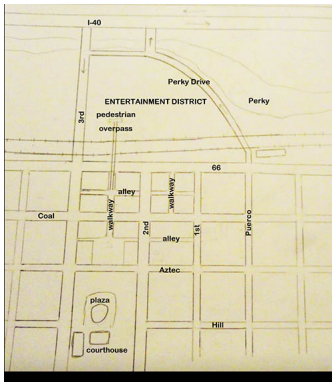 I-40
Perky Drive
ENTERTAINMENT DISTRICT
Perky
3rd
pedestrian
overpass
66
alley
walkway
walkway
Coal
2nd
1st
Puerco
alley
Aztec
plaza
Hill
courthouse